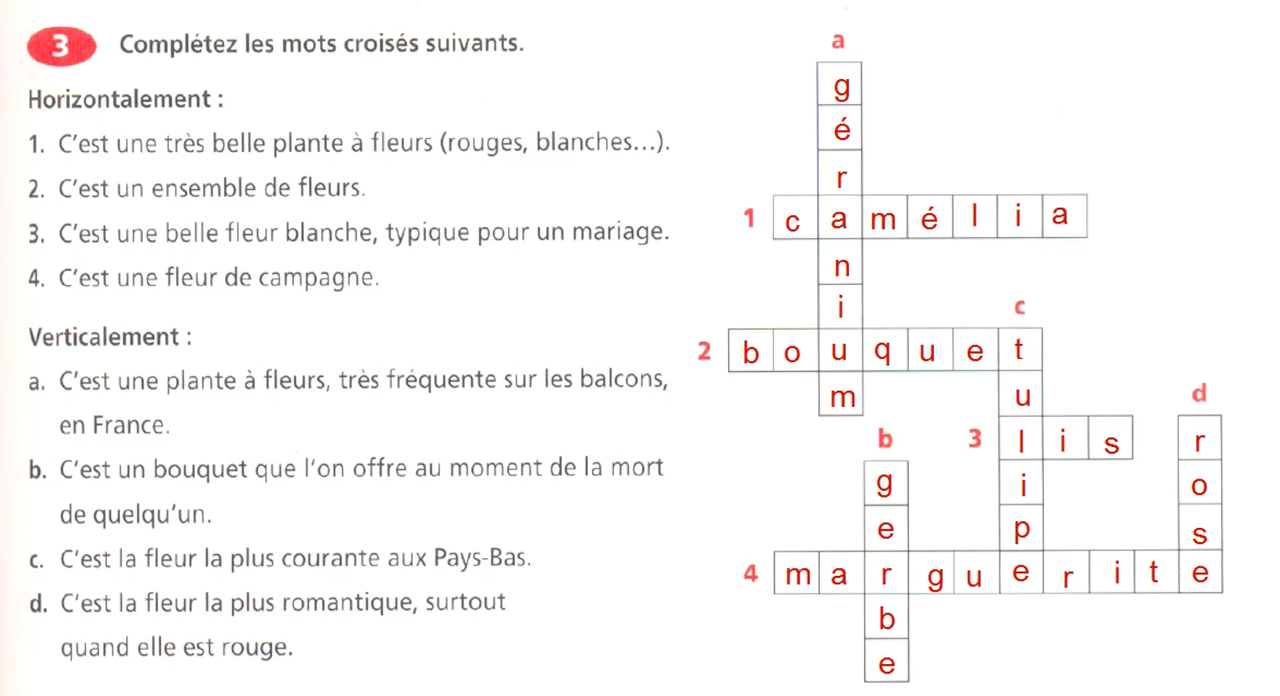 3 Complétez les mots croisés suivants.
Horizontalement :
1. C'est une très belle plante à fleurs (rouges, blanches...).
2. C'est un ensemble de fleurs.
3. C'est une belle fleur blanche, typique pour un mariage.
4. C'est une fleur de campagne.
Verticalement :
a. C'est une plante à fleurs, très fréquente sur les balcons,
en France.
b. C'est un bouquet que l'on offre au moment de la mort
de quelqu'un.
c. C'est la fleur la plus courante aux Pays-Bas.
d. C'est la fleur la plus romantique, surtout
quand elle est rouge.
a
g
é
r
1 c a m é l i a
n
i c
2 b o u q u e t
m u d
b 3 l i s r
g i o
e p s
4 m a r g u e r i t e
b
e